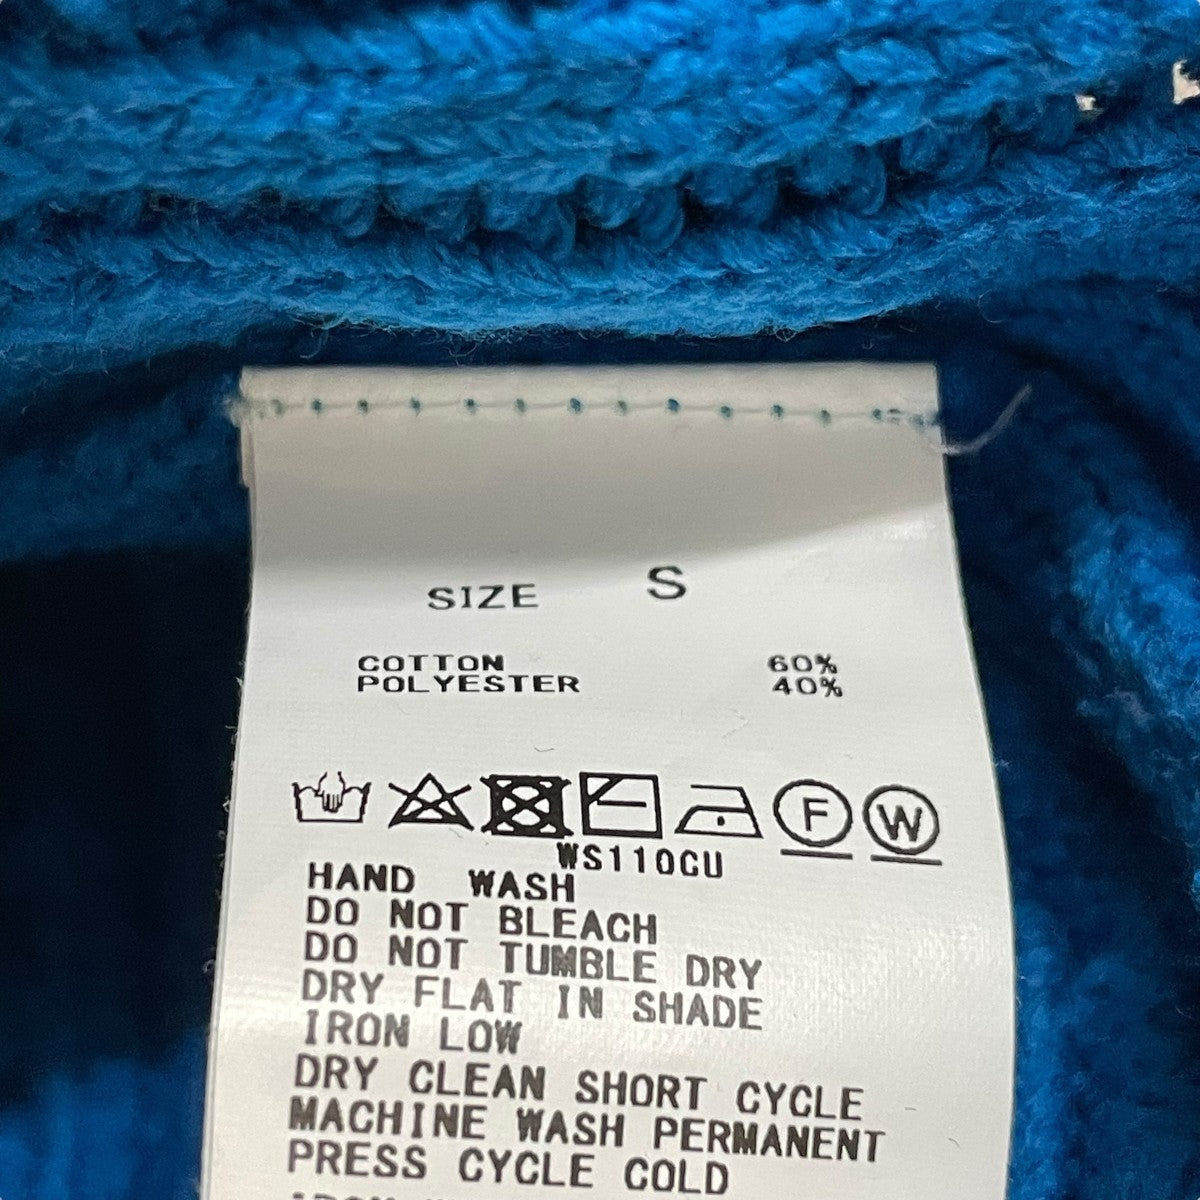 SIZE S
COTTON 60%
POLYESTER 40%
F W
WS110CU
HAND WASH
DO NOT BLEACH
DO NOT TUMBLE DRY
DRY FLAT IN SHADE
IRON LOW
DRY CLEAN SHORT CYCLE
MACHINE WASH PERMANENT
PRESS CYCLE COLD